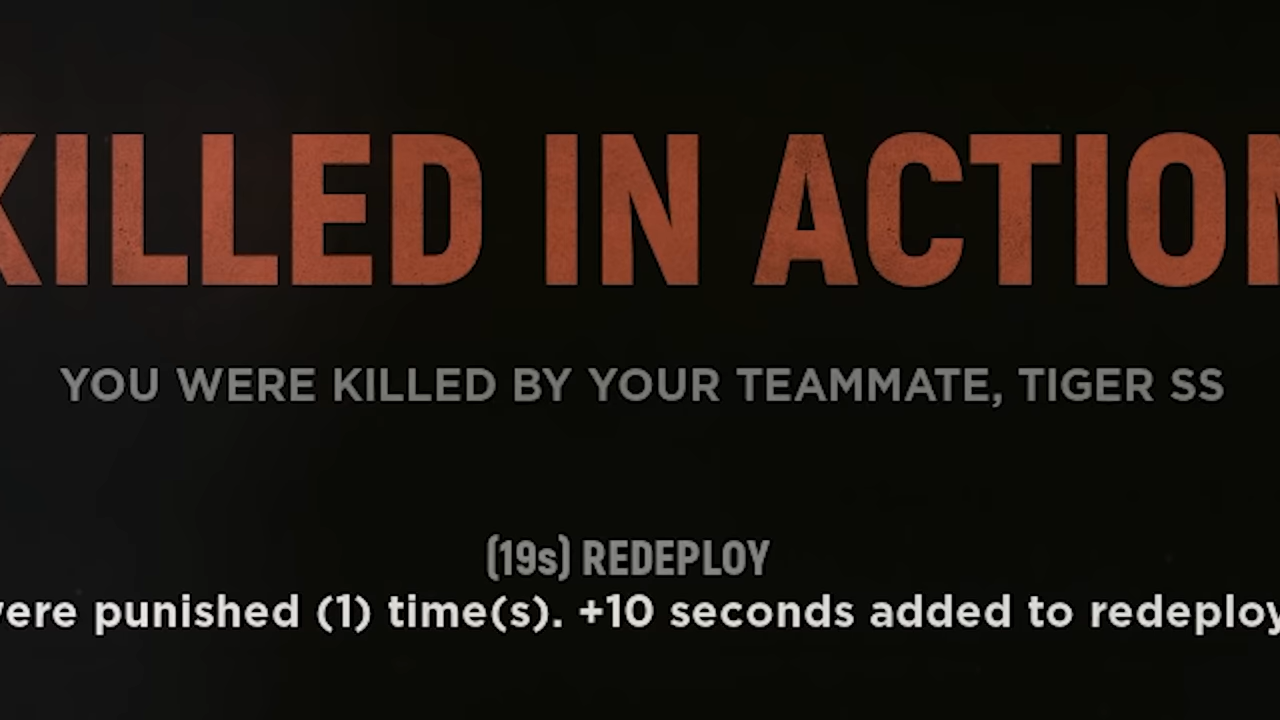 KILLED IN ACTION
YOU WERE KILLED BY YOUR TEAMMATE, TIGER SS
(19s) REDEPLOY
were punished (1) time(s). +10 seconds added to redeploy